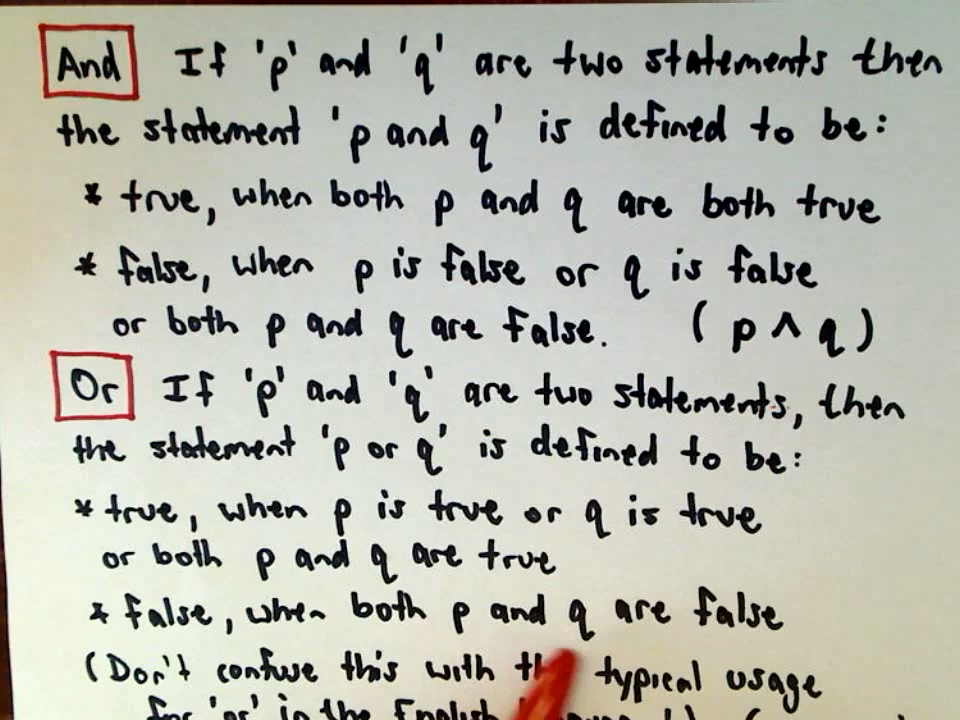 And If 'p' and 'q' are two statements then
the statement 'p and q' is defined to be:
* true, when both p and q are both true
* false, when p is false or q is false
or both p and q are false. (p ∧ q)
Or If 'p' and 'q' are two statements, then
the statement 'p or q' is defined to be:
* true, when p is true or q is true
or both p and q are true
* false, when both p and q are false
(Don't confuse this with the typical usage
for 'or' in the English